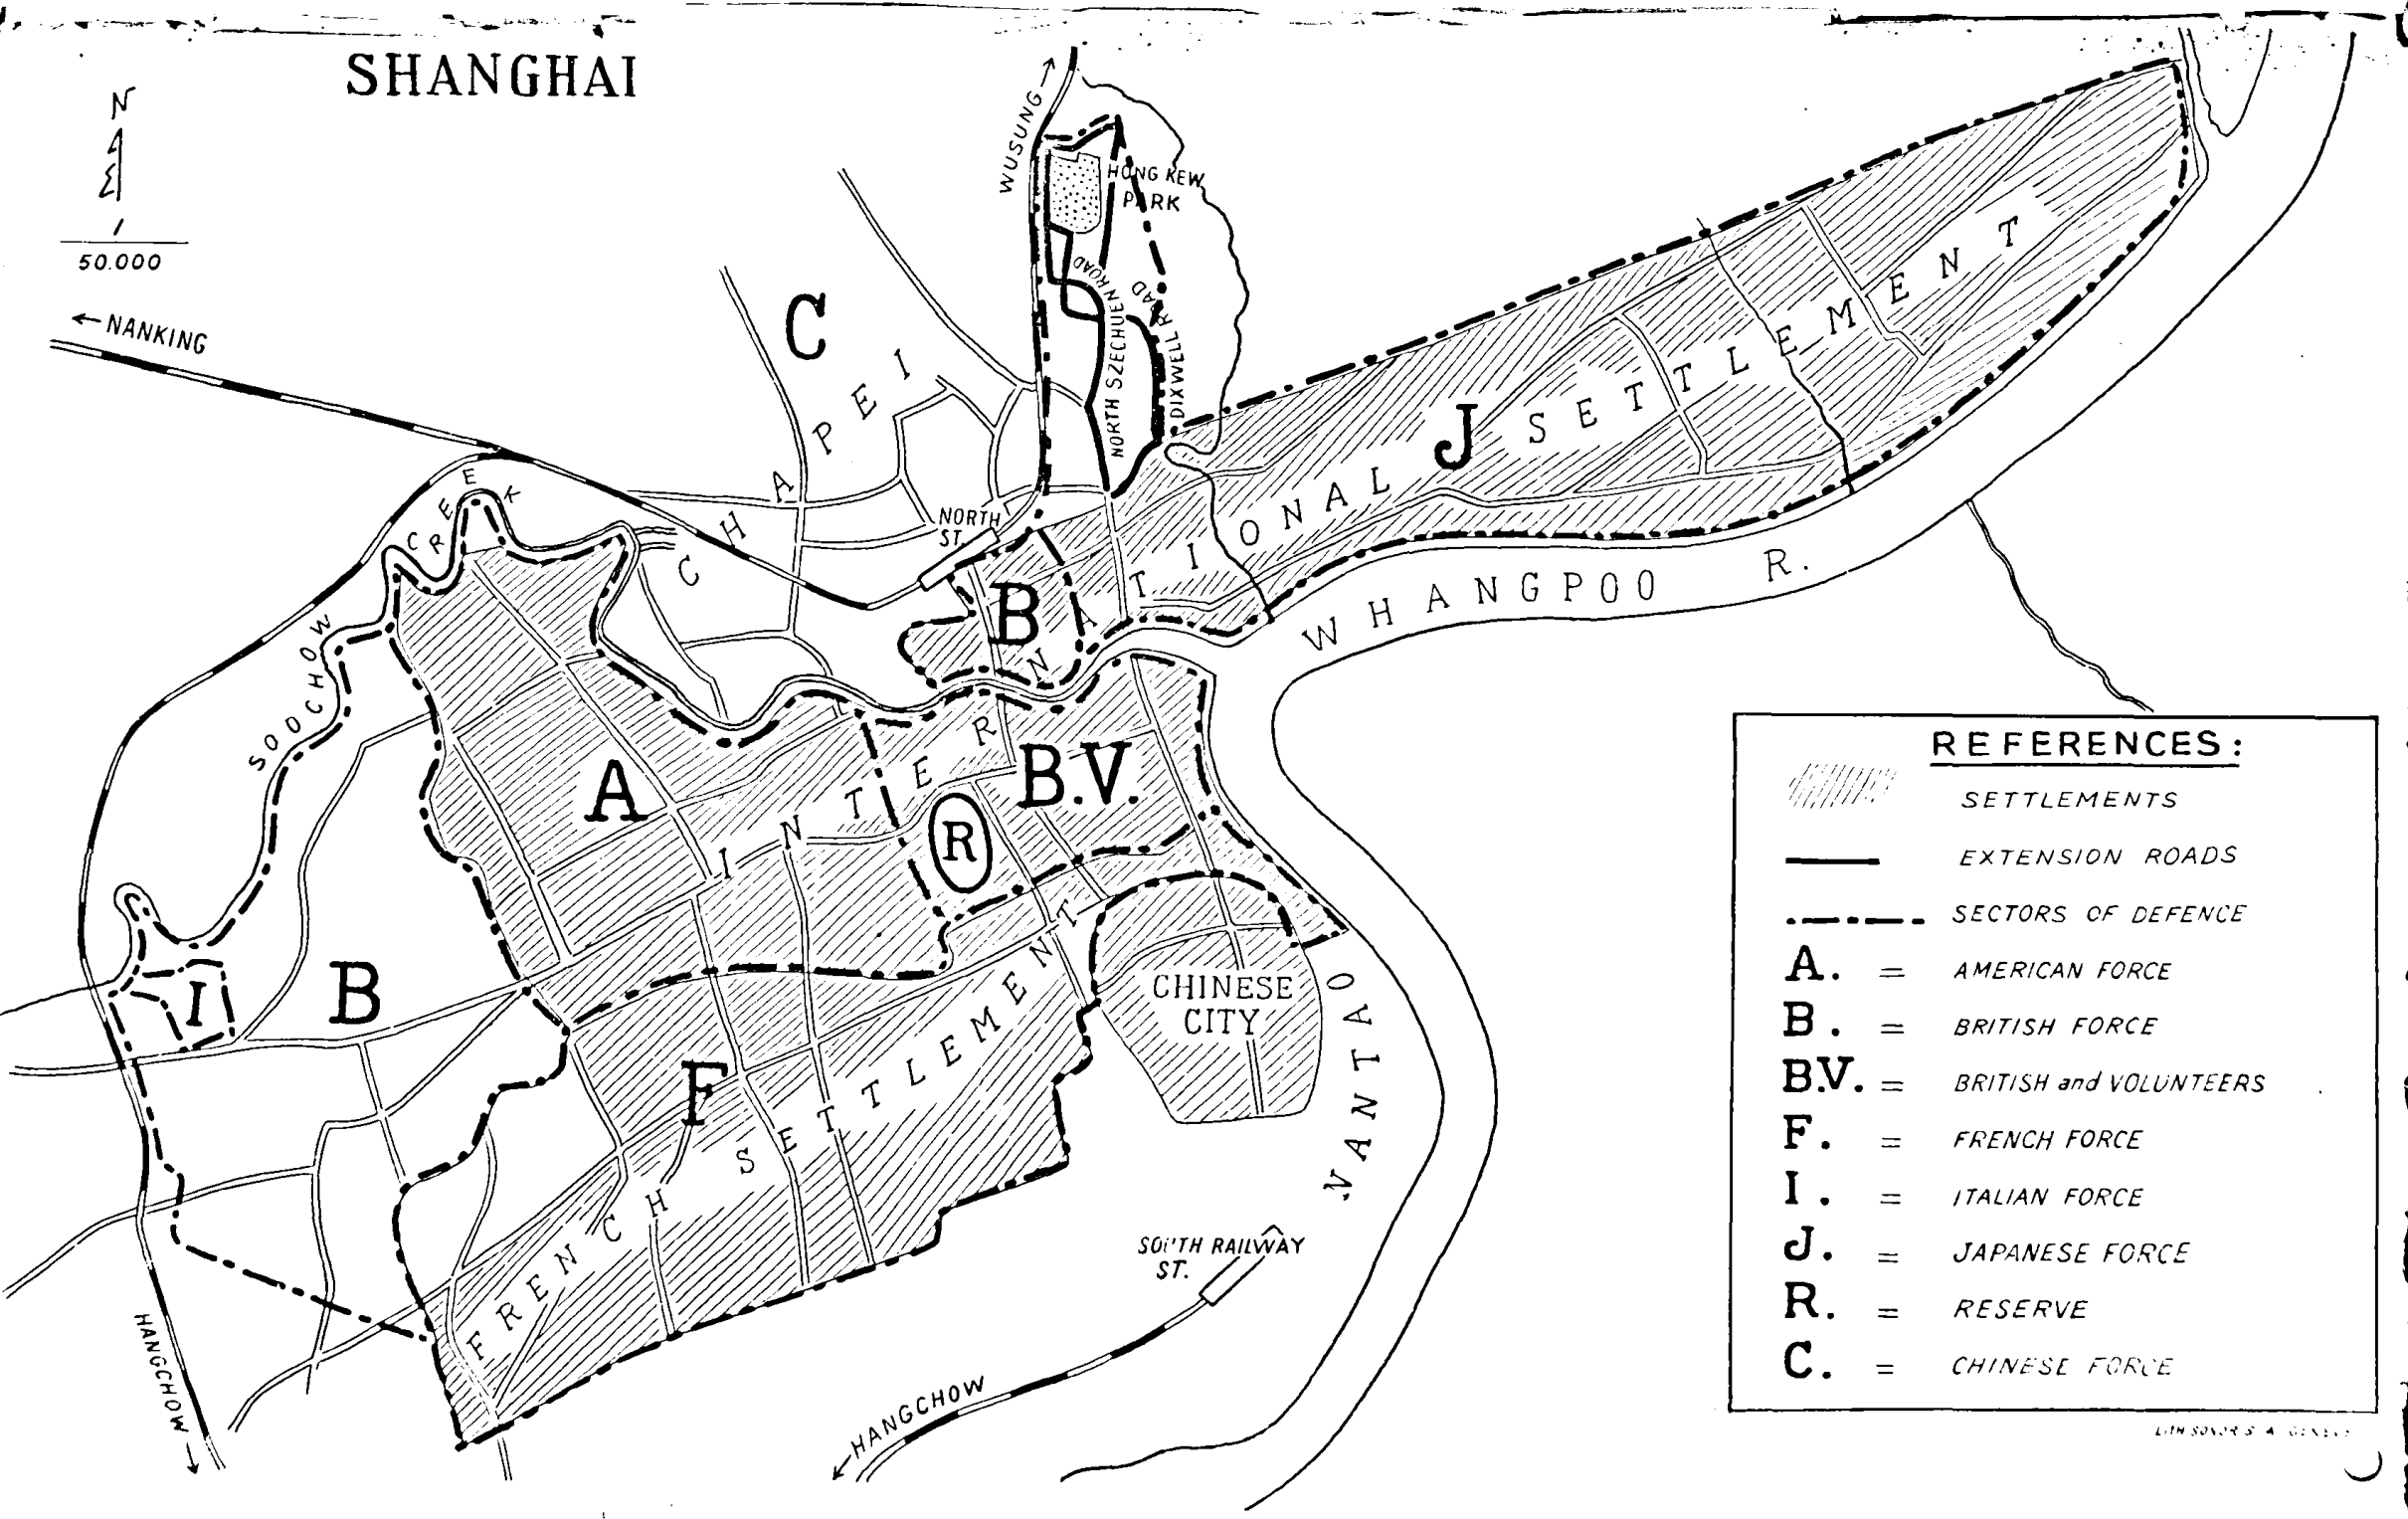 SHANGHAI
N
1
50.000
← NANKING
WUSUNG →
HONG KEW
PARK
NORTH SZECHUEN ROAD
DIXWELL ROAD
C
CHAPEI
NORTH
ST.
SOOCHOW CREEK
INTERNATIONAL SETTLEMENT
J
B
WHANGPOO R.
A
B.V.
R
I
B
F
FRENCH SETTLEMENT
CHINESE
CITY
NANTAO
SOUTH RAILWAY
ST.
HANGCHOW →
← HANGCHOW
REFERENCES:
SETTLEMENTS
EXTENSION ROADS
SECTORS OF DEFENCE
A. = AMERICAN FORCE
B. = BRITISH FORCE
B.V. = BRITISH and VOLUNTEERS
F. = FRENCH FORCE
I. = ITALIAN FORCE
J. = JAPANESE FORCE
R. = RESERVE
C. = CHINESE FORCE